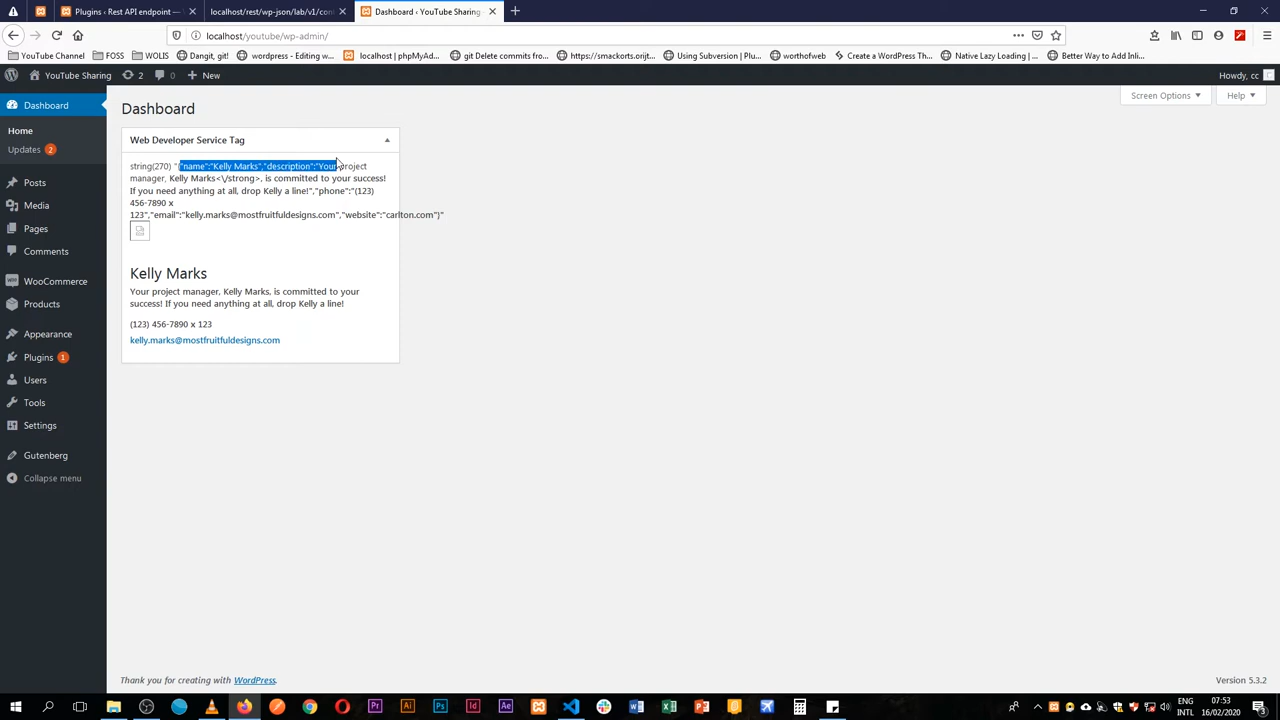 Plugins ‹ Rest API endpoint —
localhost/rest/wp-json/lab/v1/con
Dashboard ‹ YouTube Sharing
localhost/youtube/wp-admin/
YouTube Channel
FOSS
WOLIS
Dangit, git!
wordpress - Editing w...
localhost | phpMyAd...
git Delete commits fro...
https://smackorts.orijt...
Using Subversion | Plu...
worthofweb
Create a WordPress Th...
Native Lazy Loading |...
Better Way to Add Inli...
YouTube Sharing
2
0
New
Howdy, cc
Dashboard
Home
Updates 2
Posts
Media
Pages
Comments
WooCommerce
Products
Appearance
Plugins 1
Users
Tools
Settings
Gutenberg
Collapse menu
Dashboard
Screen Options
Help
Web Developer Service Tag
string(270) "{"name":"Kelly Marks","description":"Your project
manager, Kelly Marks<\/strong>, is committed to your success!
If you need anything at all, drop Kelly a line!","phone":"(123)
456-7890 x
123","email":"kelly.marks@mostfruitfuldesigns.com","website":"carlton.com"}"
Kelly Marks
Your project manager, Kelly Marks, is committed to your
success! If you need anything at all, drop Kelly a line!
(123) 456-7890 x 123
kelly.marks@mostfruitfuldesigns.com
Thank you for creating with WordPress.
Version 5.3.2
Pr
Ai
Ps
Id
Ae
ENG
INTL
07:53
16/02/2020